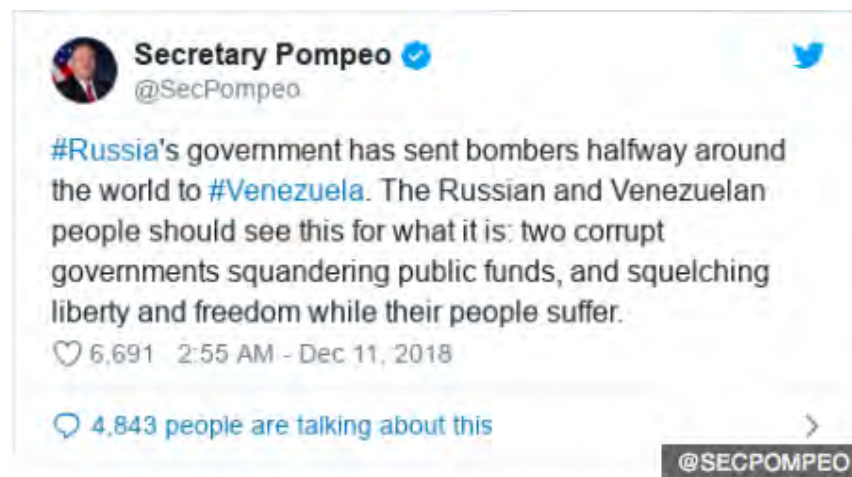 Secretary Pompeo
@SecPompeo
#Russia's government has sent bombers halfway around
the world to #Venezuela. The Russian and Venezuelan
people should see this for what it is: two corrupt
governments squandering public funds, and squelching
liberty and freedom while their people suffer.
6,691 2:55 AM - Dec 11, 2018
4,843 people are talking about this
@SECPOMPEO